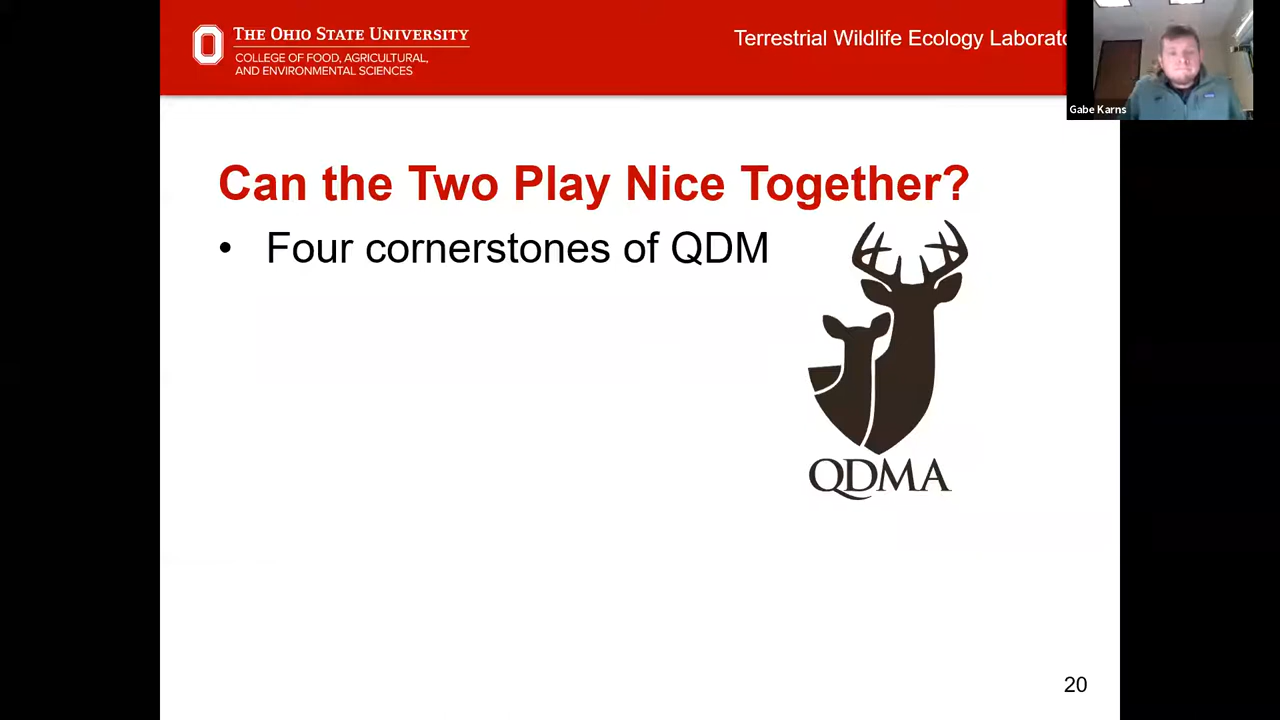 THE OHIO STATE UNIVERSITY
COLLEGE OF FOOD, AGRICULTURAL,
AND ENVIRONMENTAL SCIENCES
Terrestrial Wildlife Ecology
Gabe Karns
Can the Two Play Nice Together?
• Four cornerstones of QDM
QDMA
20